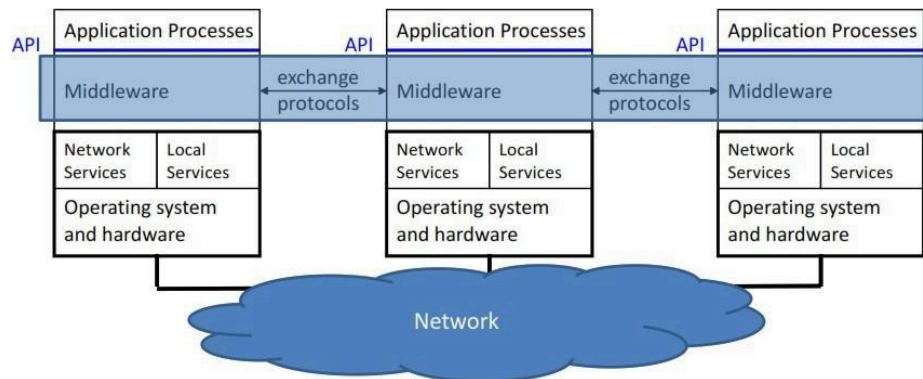 Application Processes
Application Processes
Application Processes
API
API
API
Middleware
exchange
protocols
Middleware
exchange
protocols
Middleware
Network
Services
Local
Services
Network
Services
Local
Services
Network
Services
Local
Services
Operating system
and hardware
Operating system
and hardware
Operating system
and hardware
Network